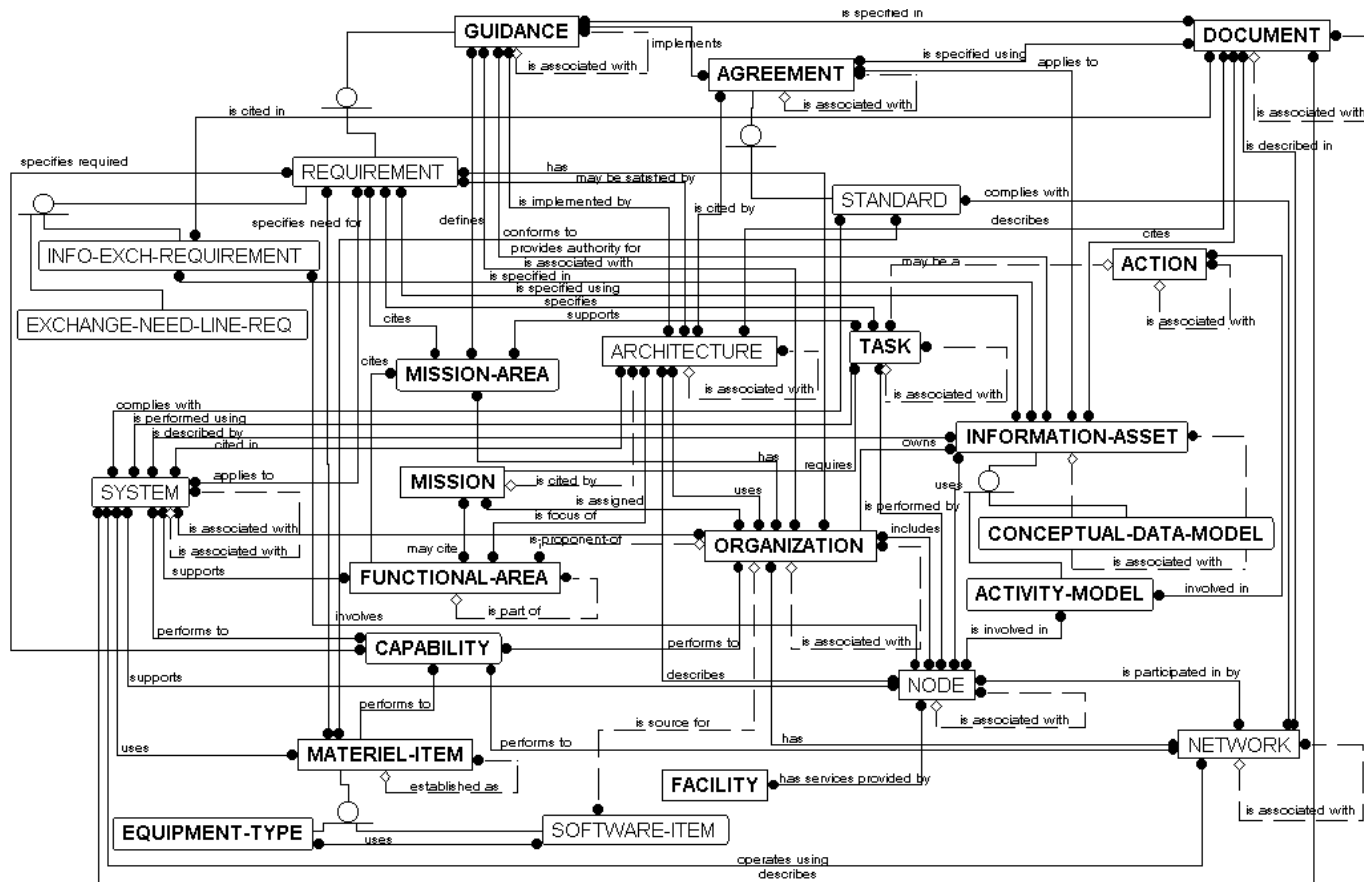 is specified in
GUIDANCE
DOCUMENT
implements
is specified using
is associated with
AGREEMENT
applies to
is associated with
is cited in
is associated with
is described in
specifies required
has
REQUIREMENT
may be satisfied by
complies with
STANDARD
is implemented by
is cited by
specifies need for
defines
describes
conforms to
INFO-EXCH-REQUIREMENT
provides authority for
cites
is associated with
ACTION
may be a
is specified in
is specified using
specifies
EXCHANGE-NEED-LINE-REQ
supports
is associated with
cites
ARCHITECTURE
TASK
cites
MISSION-AREA
is associated with
is associated with
complies with
is performed using
is described by
INFORMATION-ASSET
cited in
owns
has
applies to
MISSION
is cited by
requires
uses
SYSTEM
is assigned
uses
is performed by
is focus of
is associated with
includes
CONCEPTUAL-DATA-MODEL
is proponent-of
ORGANIZATION
is associated with
may cite
is associated with
supports
FUNCTIONAL-AREA
involved in
ACTIVITY-MODEL
is part of
involves
is involved in
performs to
CAPABILITY
performs to
is associated with
supports
describes
is participated in by
NODE
performs to
is source for
is associated with
has
uses
MATERIEL-ITEM
performs to
NETWORK
established as
FACILITY
has services provided by
is associated with
EQUIPMENT-TYPE
SOFTWARE-ITEM
uses
operates using
describes